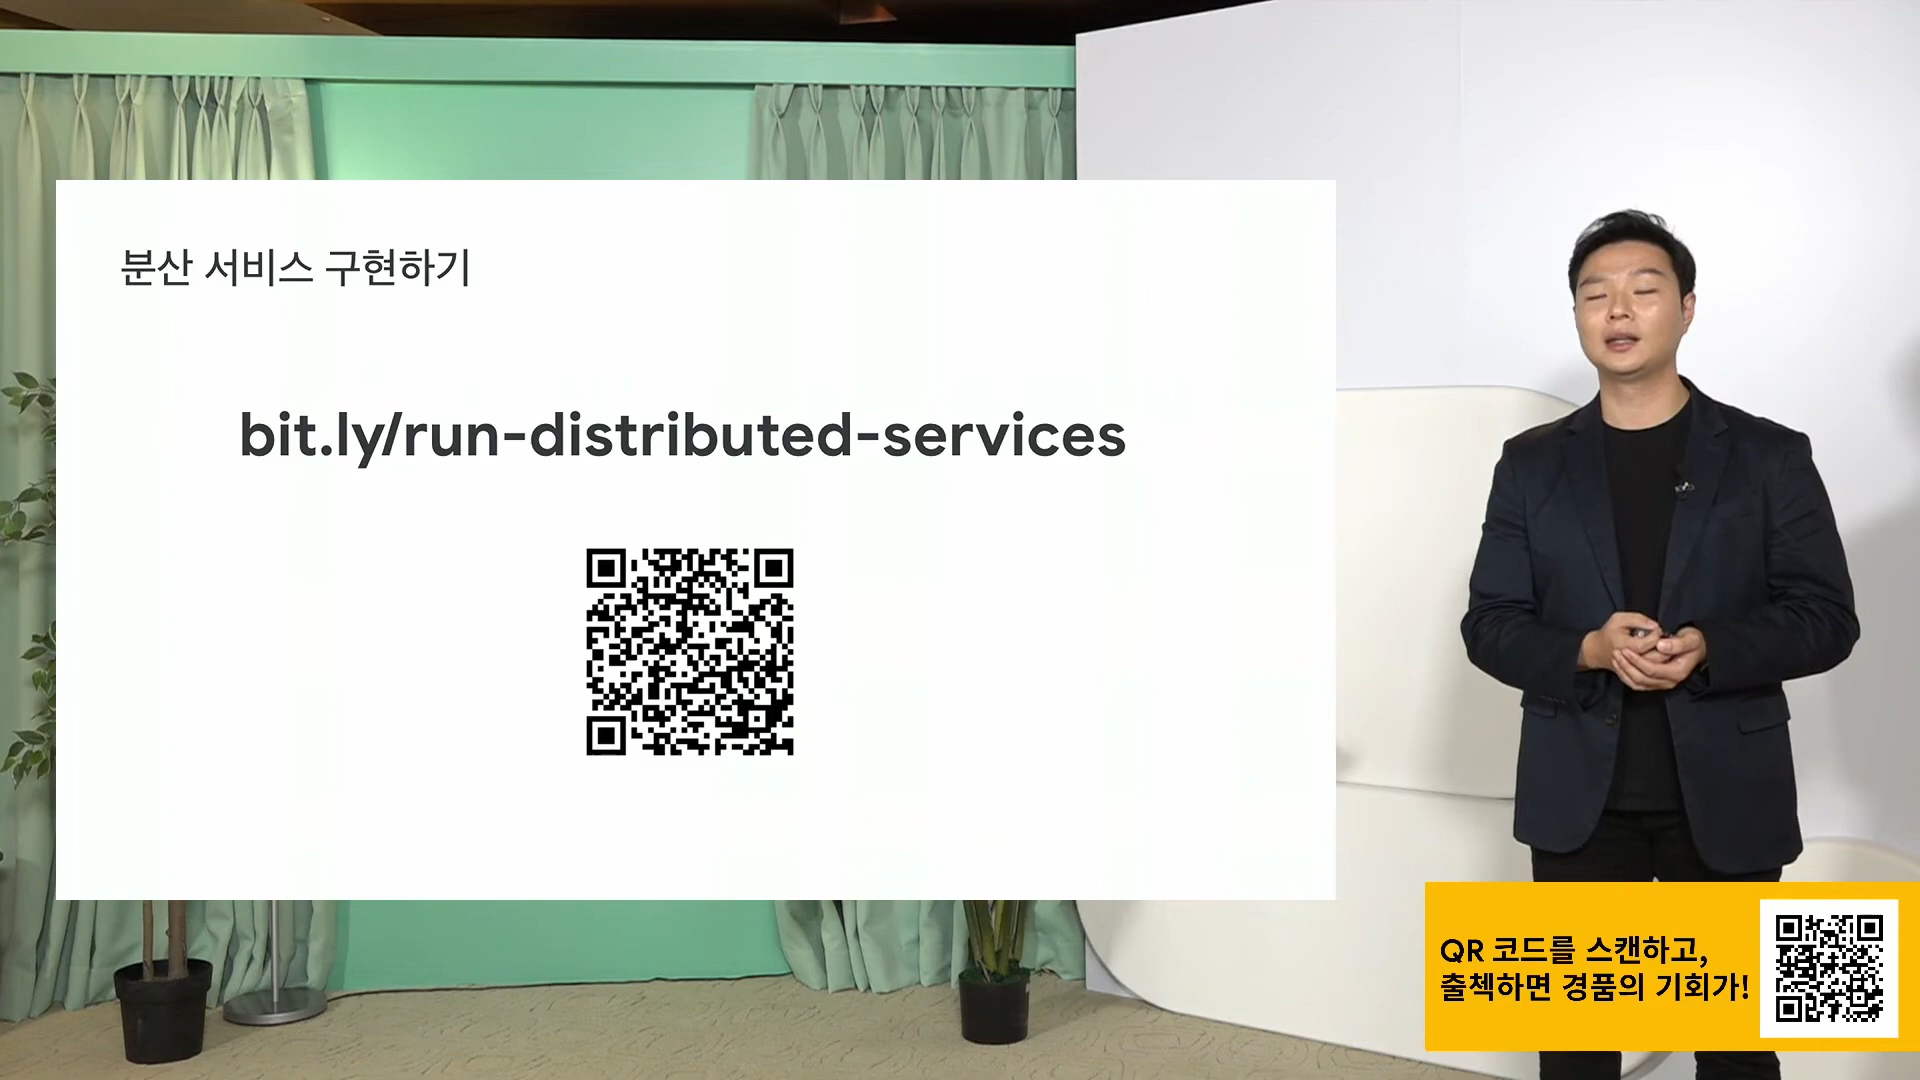 분산 서비스 구현하기
bit.ly/run-distributed-services
QR 코드를 스캔하고,
출첵하면 경품의 기회가!